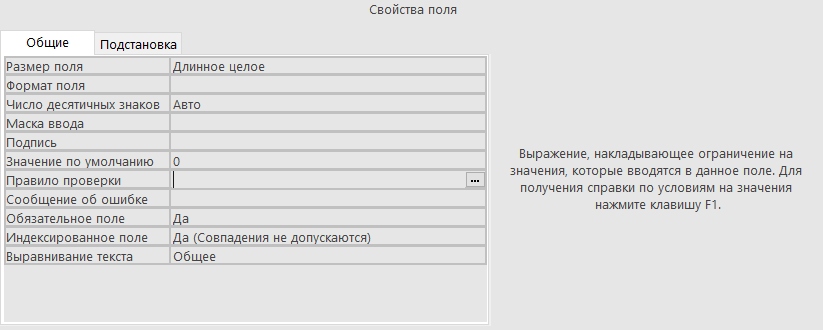 Свойства поля
Общие Подстановка
Размер поля Длинное целое
Формат поля
Число десятичных знаков Авто
Маска ввода
Подпись
Значение по умолчанию 0
Правило проверки ...
Сообщение об ошибке
Обязательное поле Да
Индексированное поле Да (Совпадения не допускаются)
Выравнивание текста Общее
Выражение, накладывающее ограничение на
значения, которые вводятся в данное поле. Для
получения справки по условиям на значения
нажмите клавишу F1.